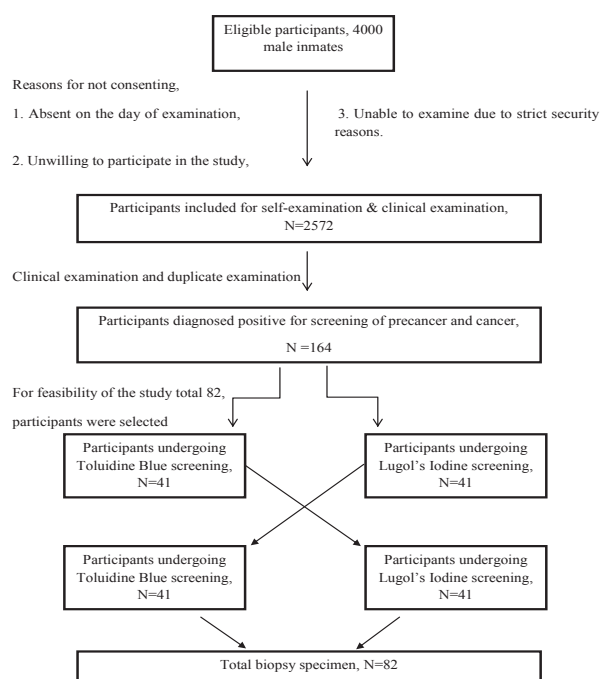 Eligible participants, 4000
male inmates
Reasons for not consenting,
1. Absent on the day of examination,
3. Unable to examine due to strict security
reasons.
2. Unwilling to participate in the study,
Participants included for self-examination & clinical examination,
N=2572
Clinical examination and duplicate examination
Participants diagnosed positive for screening of precancer and cancer,
N =164
For feasibility of the study total 82,
participants were selected
Participants undergoing
Toluidine Blue screening,
N=41
Participants undergoing
Lugol's Iodine screening,
N=41
Participants undergoing
Toluidine Blue screening,
N=41
Participants undergoing
Lugol's Iodine screening,
N=41
Total biopsy specimen, N=82